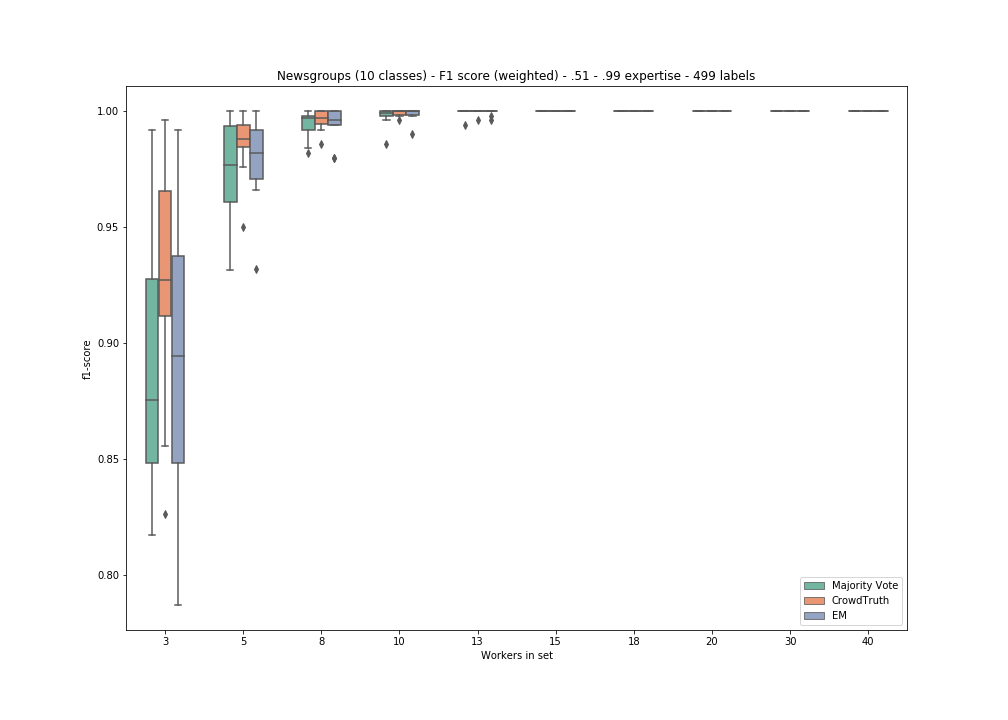 Newsgroups (10 classes) - F1 score (weighted) - .51 - .99 expertise - 499 labels
1.00
0.95
0.90
0.85
0.80
f1-score
3 5 8 10 13 15 18 20 30 40
Workers in set
Majority Vote
CrowdTruth
EM